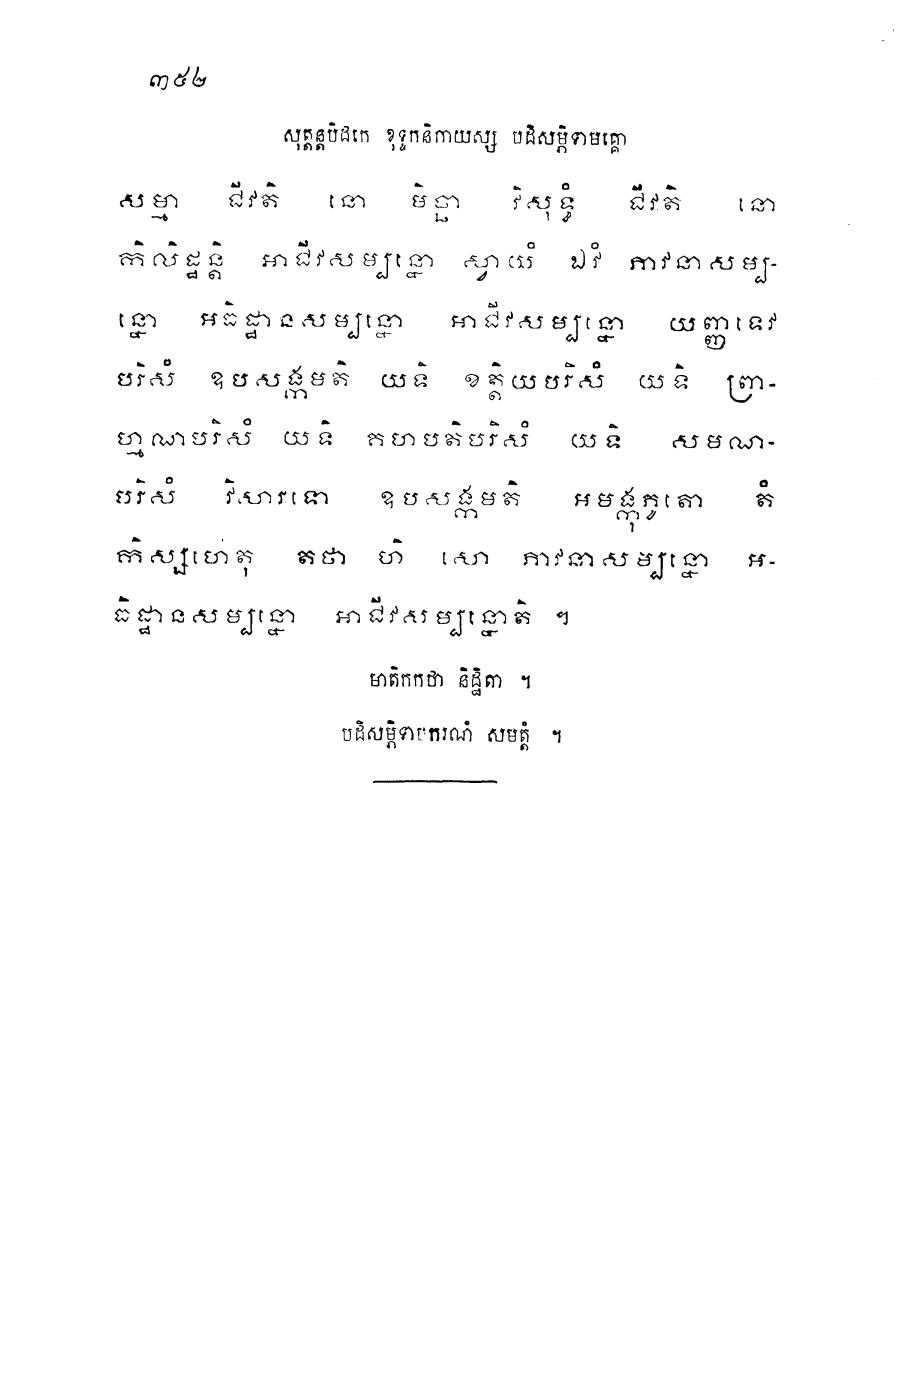 ៣៥២
សុត្តន្តបិដកេ ខុទ្ទកនិកាយស្ស បដិសម្ភិទាមគ្គោ
សម្មា ជីវតិ នោ មិច្ឆា វិសុទ្ធំ ជីវតិ នោ
កិលិដ្ឋន្តិ អាជីវសម្បន្នោ ស្វាយំ ឯវំ ភាវនាសម្ប-
ន្នោ អធិដ្ឋានសម្បន្នោ អាជីវសម្បន្នោ យញ្ញទេវ
បរិសំ ឧបសង្កមតិ យទិ ខត្តិយបរិសំ យទិ ព្រា-
ហ្មណបរិសំ យទិ គហបតិបរិសំ យទិ សមណ-
បរិសំ វិសារទោ ឧបសង្កមតិ អមង្កុភូតោ តំ
កិស្សហេតុ តថា ហិ សោ ភាវនាសម្បន្នោ អ-
ធិដ្ឋានសម្បន្នោ អាជីវសម្បន្នោតិ ។
មាតិកកថា និដ្ឋិតា ។
បដិសម្ភិទាបករណំ សមត្តំ ។